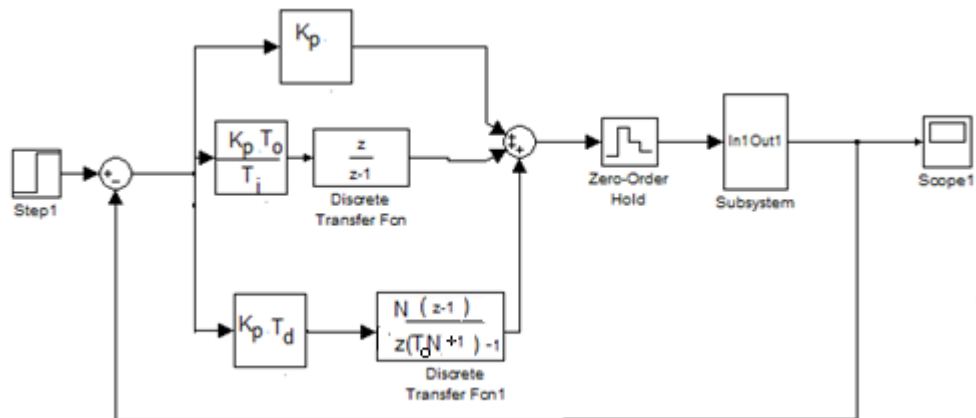 Kp
Kp To
Ti
z
z-1
Discrete
Transfer Fcn
Step1
+
-
+
+
+
Zero-Order
Hold
In1 Out1
Subsystem
Scope1
Kp Td
N (z-1)
z(ToN+1)-1
Discrete
Transfer Fcn1